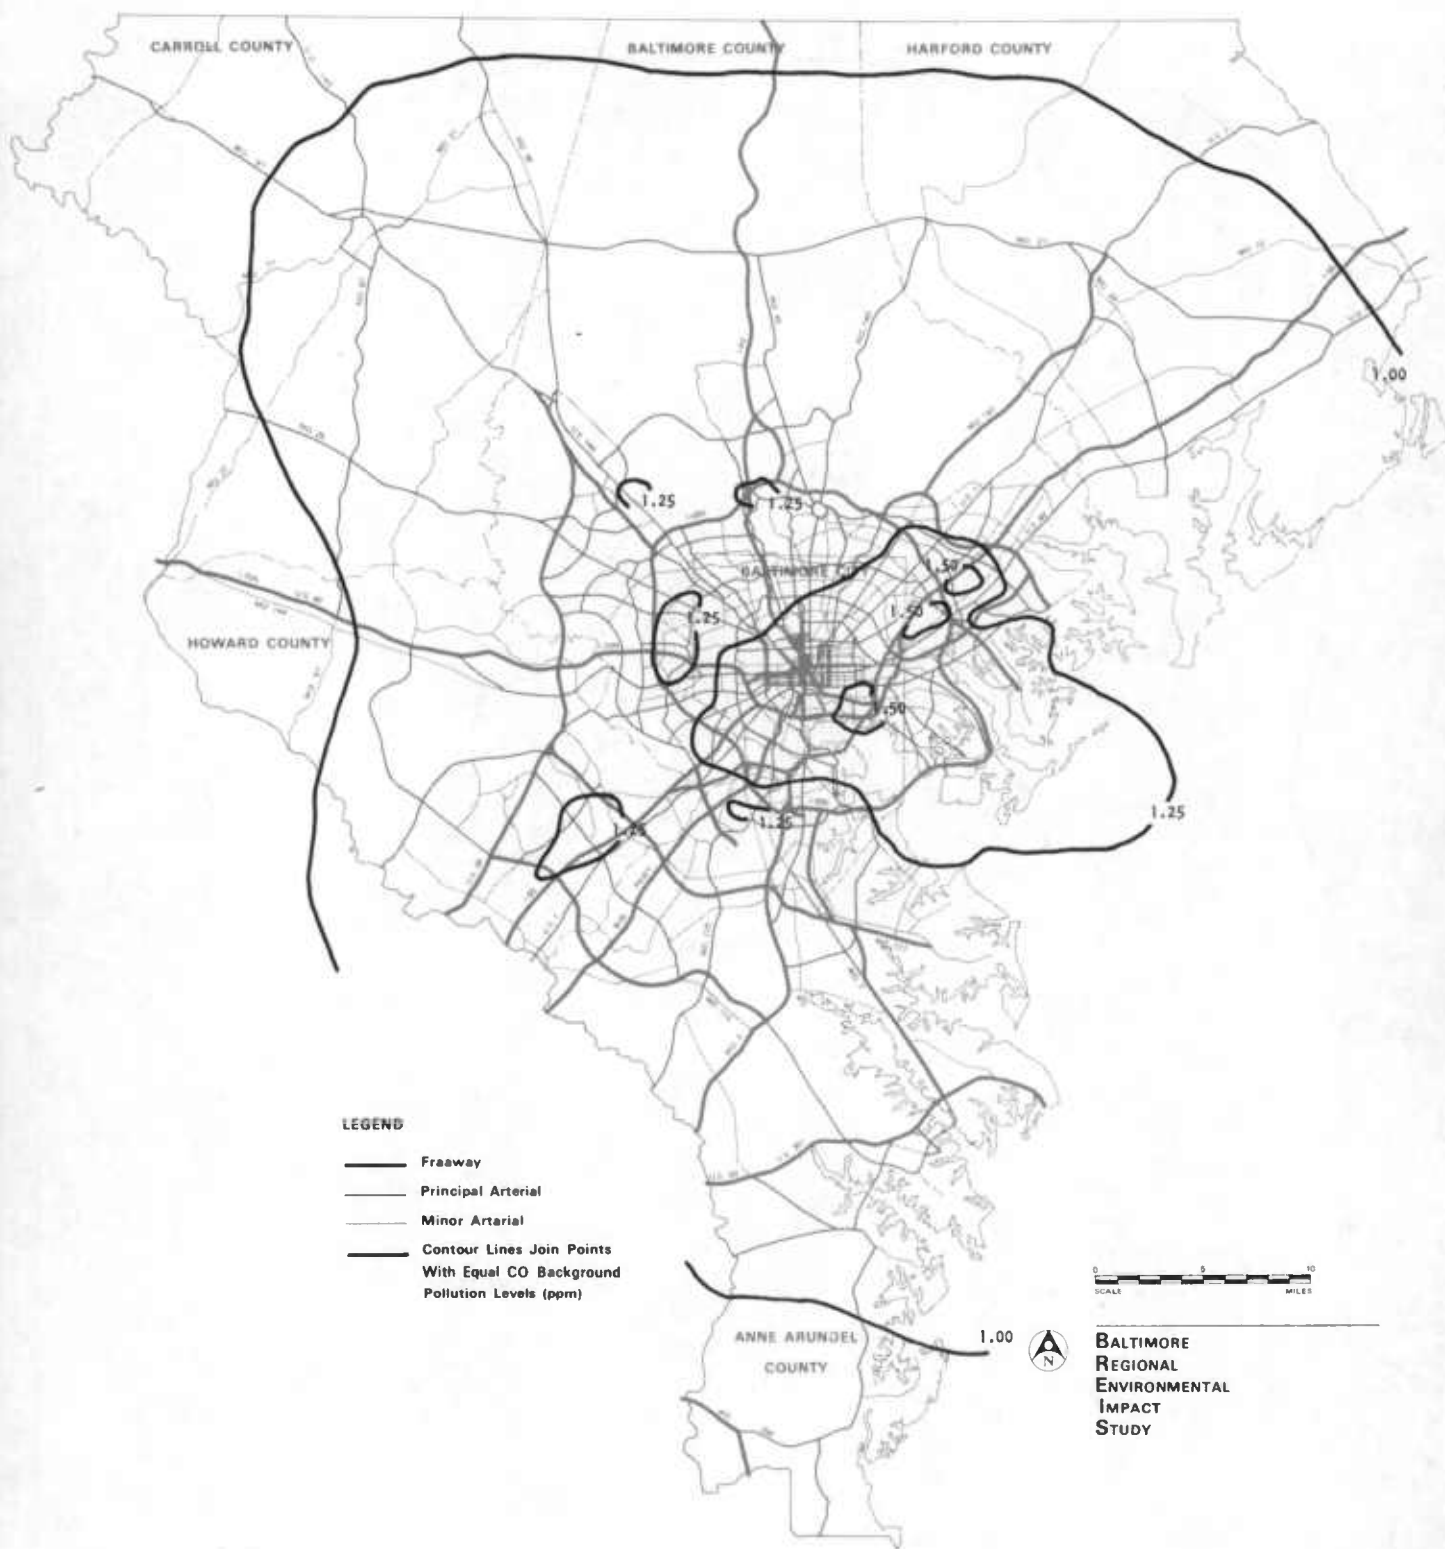 CARROLL COUNTY
BALTIMORE COUNTY
HARFORD COUNTY
1.00
1.25
1.25
BALTIMORE CITY
1.50
1.50
1.25
HOWARD COUNTY
1.50
1.25
1.25
1.25
LEGEND
Fraaway
Principal Arterial
Minor Artarial
Contour Lines Join Points
With Equal CO Background
Pollution Levels (ppm)
0 5 10
SCALE MILES
ANNE ARUNDEL
COUNTY
1.00
N
BALTIMORE
REGIONAL
ENVIRONMENTAL
IMPACT
STUDY